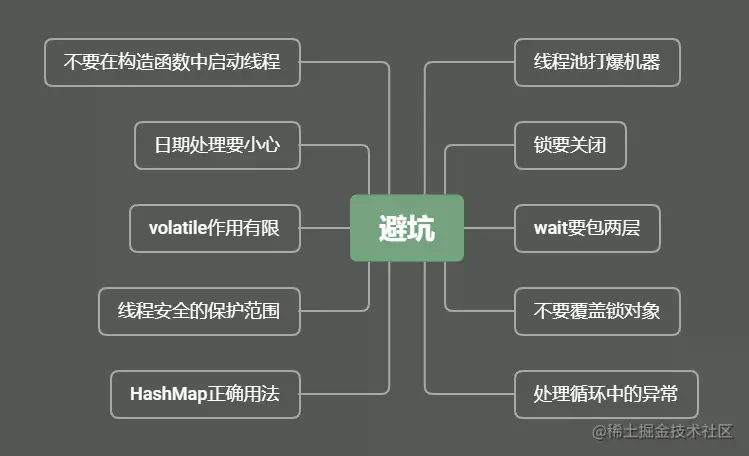 不要在构造函数中启动线程
线程池打爆机器
日期处理要小心
锁要关闭
避坑
volatile作用有限
wait要包两层
线程安全的保护范围
不要覆盖锁对象
HashMap正确用法
处理循环中的异常
@稀土掘金技术社区